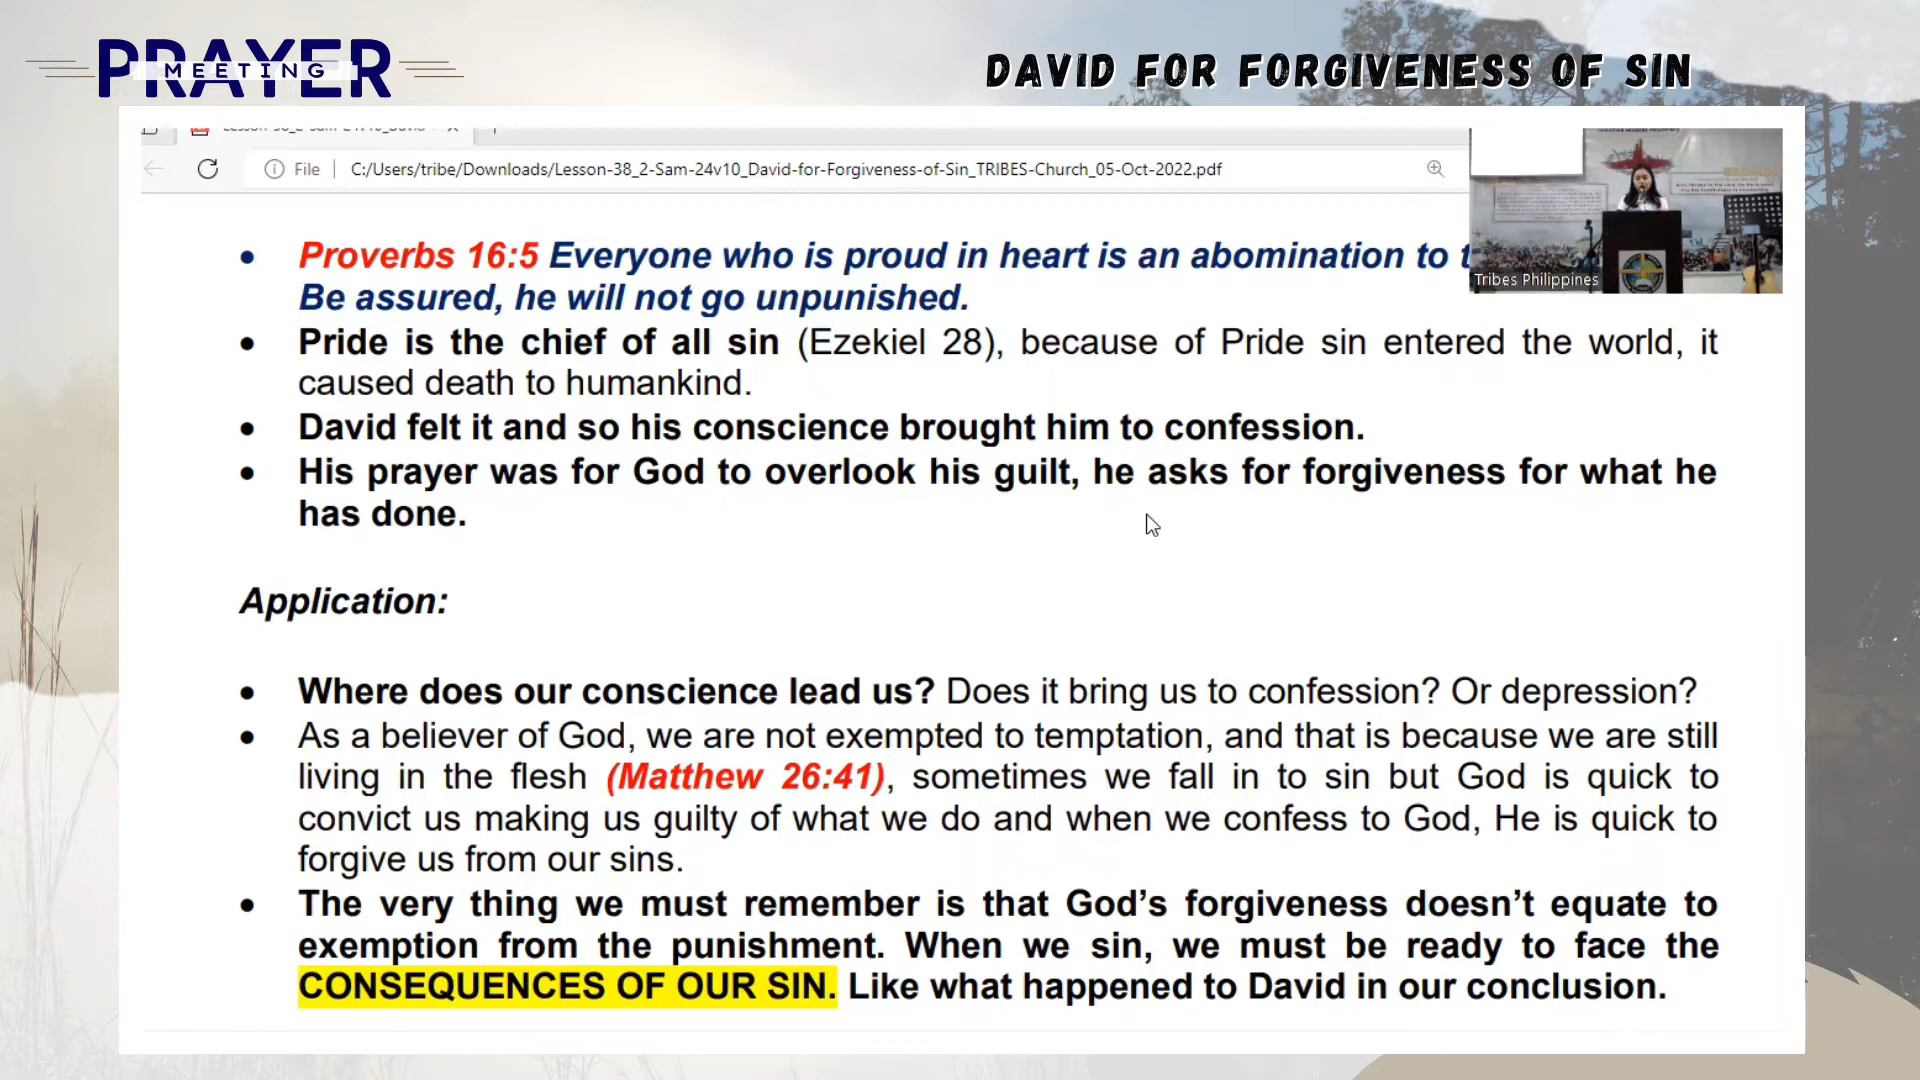 PRAYER
MEETING
DAVID FOR FORGIVENESS OF SIN
File
C:/Users/tribe/Downloads/Lesson-38_2-Sam-24v10_David-for-Forgiveness-of-Sin_TRIBES-Church_05-Oct-2022.pdf
Tribes Philippines
• Proverbs 16:5 Everyone who is proud in heart is an abomination to t
Be assured, he will not go unpunished.
• Pride is the chief of all sin (Ezekiel 28), because of Pride sin entered the world, it
caused death to humankind.
• David felt it and so his conscience brought him to confession.
• His prayer was for God to overlook his guilt, he asks for forgiveness for what he
has done.
Application:
• Where does our conscience lead us? Does it bring us to confession? Or depression?
• As a believer of God, we are not exempted to temptation, and that is because we are still
living in the flesh (Matthew 26:41), sometimes we fall in to sin but God is quick to
convict us making us guilty of what we do and when we confess to God, He is quick to
forgive us from our sins.
• The very thing we must remember is that God’s forgiveness doesn’t equate to
exemption from the punishment. When we sin, we must be ready to face the
CONSEQUENCES OF OUR SIN. Like what happened to David in our conclusion.